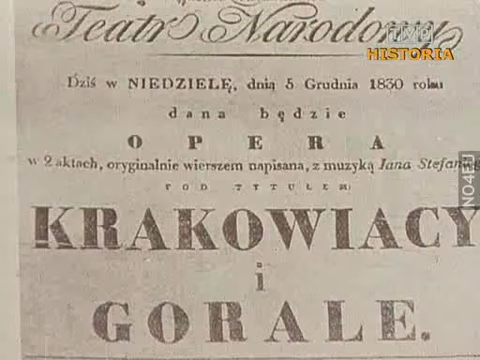 Teatr Narodowy
TVP
HISTORIA
Dziś w NIEDZIELĘ, dnia 5 Grudnia 1830 roku
dana będzie
OPERA
w 2 aktach, oryginalnie wierszem napisana, z muzyką Jana
POD TYTUŁEM
KRAKOWIACY
i
GORALE.
NO4EU